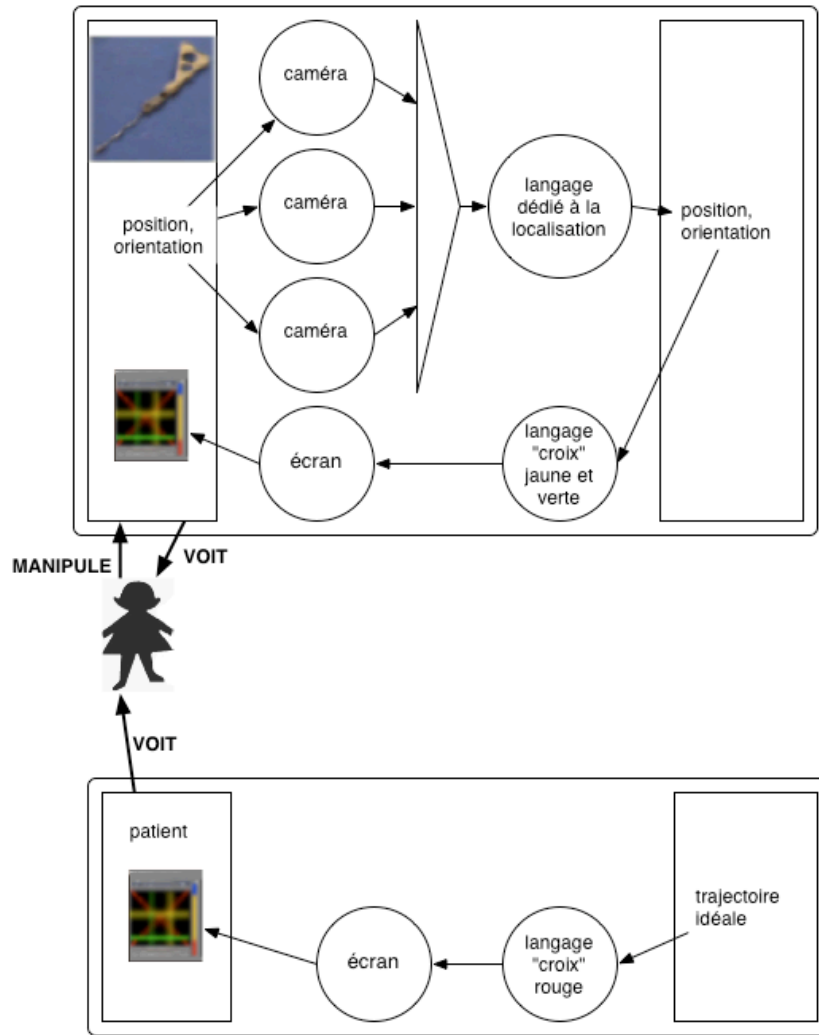 caméra
caméra
caméra
position,
orientation
langage
dédié à la
localisation
position,
orientation
écran
langage
"croix"
jaune et
verte
MANIPULE
VOIT
VOIT
patient
écran
langage
"croix"
rouge
trajectoire
idéale